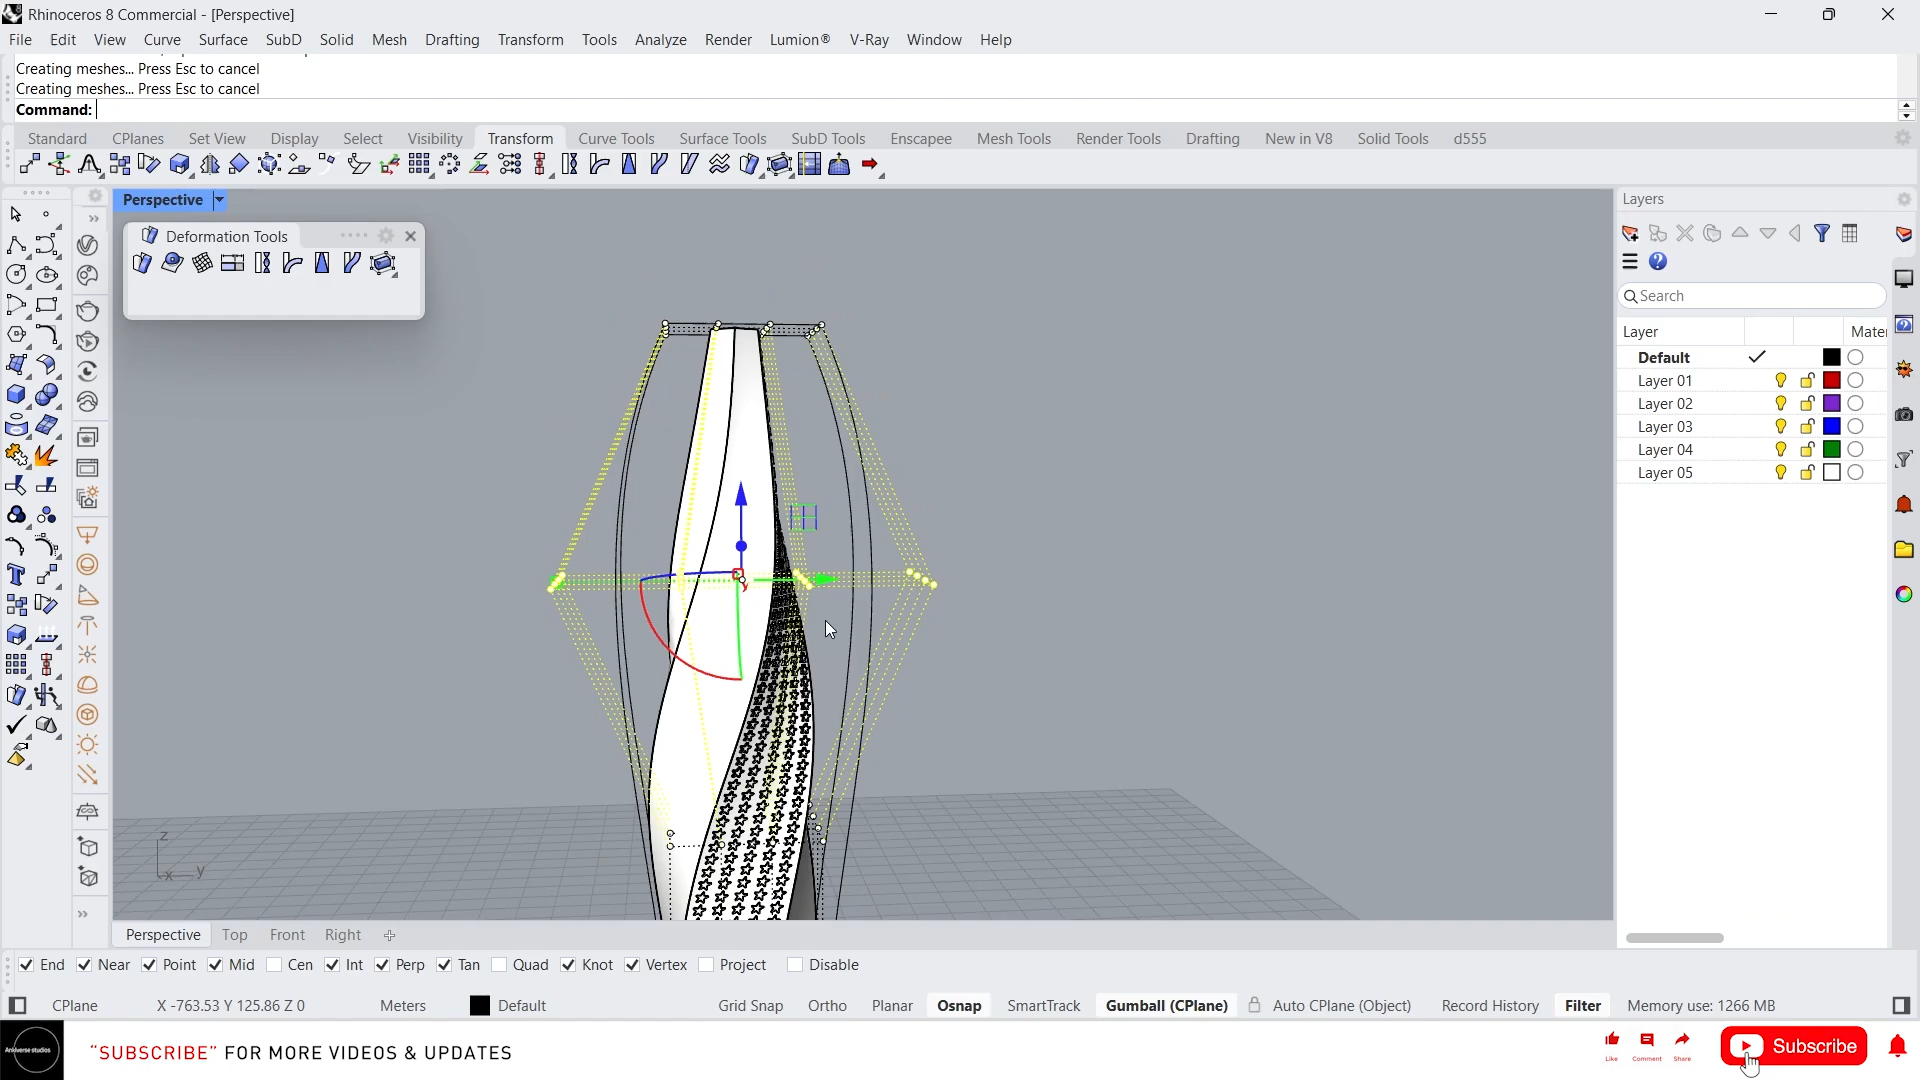 Rhinoceros 8 Commercial - [Perspective]
File Edit View Curve Surface SubD Solid Mesh Drafting Transform Tools Analyze Render Lumion® V-Ray Window Help
Creating meshes... Press Esc to cancel
Creating meshes... Press Esc to cancel
Command:
Standard CPlanes Set View Display Select Visibility Transform Curve Tools Surface Tools SubD Tools Enscapee Mesh Tools Render Tools Drafting New in V8 Solid Tools d555
Perspective
Layers
Deformation Tools
Search
Layer Mate
Default
Layer 01
Layer 02
Layer 03
Layer 04
Layer 05
z
x y
Perspective Top Front Right
End Near Point Mid Cen Int Perp Tan Quad Knot Vertex Project Disable
CPlane X -763.53 Y 125.86 Z 0 Meters Default Grid Snap Ortho Planar Osnap SmartTrack Gumball (CPlane) Auto CPlane (Object) Record History Filter Memory use: 1266 MB
"SUBSCRIBE" FOR MORE VIDEOS & UPDATES
Like Comment Share
Subscribe